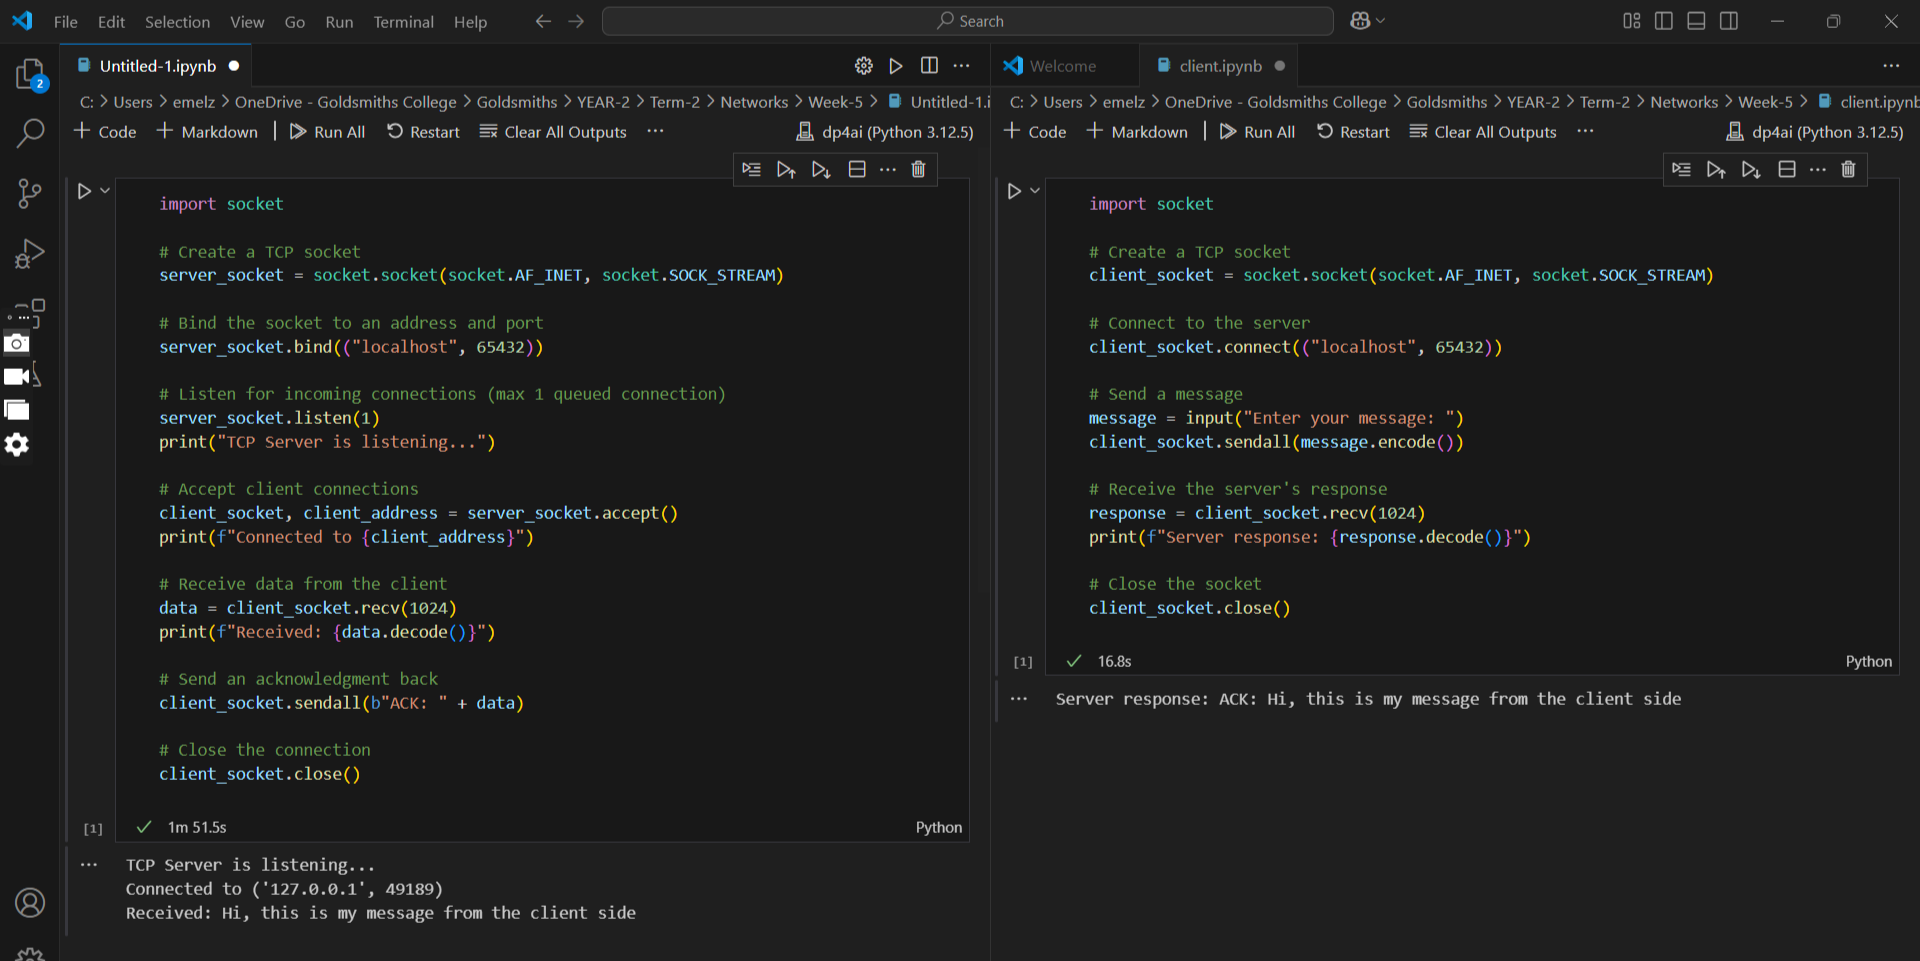 File Edit Selection View Go Run Terminal Help
Search
2
Untitled-1.ipynb
C: > Users > emelz > OneDrive - Goldsmiths College > Goldsmiths > YEAR-2 > Term-2 > Networks > Week-5 > Untitled-1.i
+ Code + Markdown | Run All Restart Clear All Outputs ... dp4ai (Python 3.12.5)
import socket
# Create a TCP socket
server_socket = socket.socket(socket.AF_INET, socket.SOCK_STREAM)
# Bind the socket to an address and port
server_socket.bind(("localhost", 65432))
# Listen for incoming connections (max 1 queued connection)
server_socket.listen(1)
print("TCP Server is listening...")
# Accept client connections
client_socket, client_address = server_socket.accept()
print(f"Connected to {client_address}")
# Receive data from the client
data = client_socket.recv(1024)
print(f"Received: {data.decode()}")
# Send an acknowledgment back
client_socket.sendall(b"ACK: " + data)
# Close the connection
client_socket.close()
[1] 1m 51.5s Python
TCP Server is listening...
Connected to ('127.0.0.1', 49189)
Received: Hi, this is my message from the client side
Welcome client.ipynb
C: > Users > emelz > OneDrive - Goldsmiths College > Goldsmiths > YEAR-2 > Term-2 > Networks > Week-5 > client.ipynb
+ Code + Markdown | Run All Restart Clear All Outputs ... dp4ai (Python 3.12.5)
import socket
# Create a TCP socket
client_socket = socket.socket(socket.AF_INET, socket.SOCK_STREAM)
# Connect to the server
client_socket.connect(("localhost", 65432))
# Send a message
message = input("Enter your message: ")
client_socket.sendall(message.encode())
# Receive the server's response
response = client_socket.recv(1024)
print(f"Server response: {response.decode()}")
# Close the socket
client_socket.close()
[1] 16.8s Python
Server response: ACK: Hi, this is my message from the client side